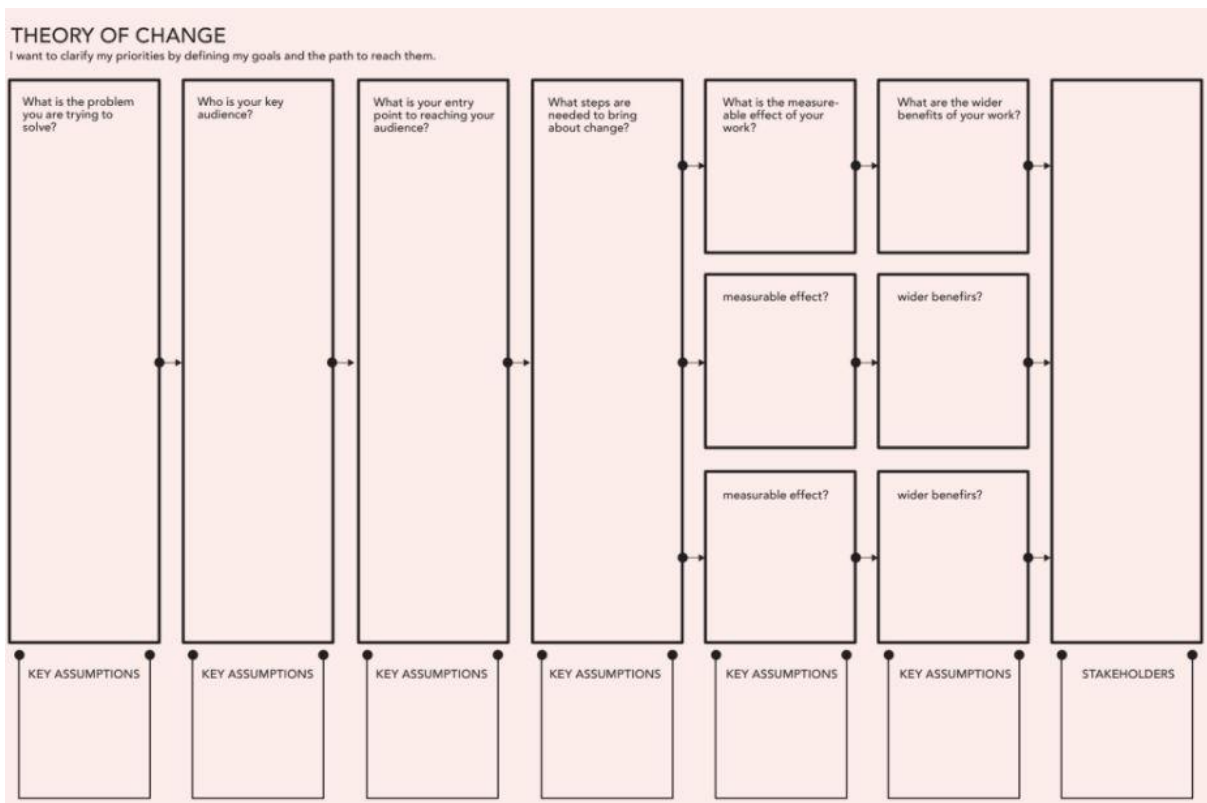 THEORY OF CHANGE
I want to clarify my priorities by defining my goals and the path to reach them.
What is the problem
you are trying to
solve?
Who is your key
audience?
What is your entry
point to reaching your
audience?
What steps are
needed to bring
about change?
What is the measure-
able effect of your
work?
What are the wider
benefits of your work?
measurable effect?
wider benefirs?
measurable effect?
wider benefirs?
KEY ASSUMPTIONS
KEY ASSUMPTIONS
KEY ASSUMPTIONS
KEY ASSUMPTIONS
KEY ASSUMPTIONS
KEY ASSUMPTIONS
STAKEHOLDERS